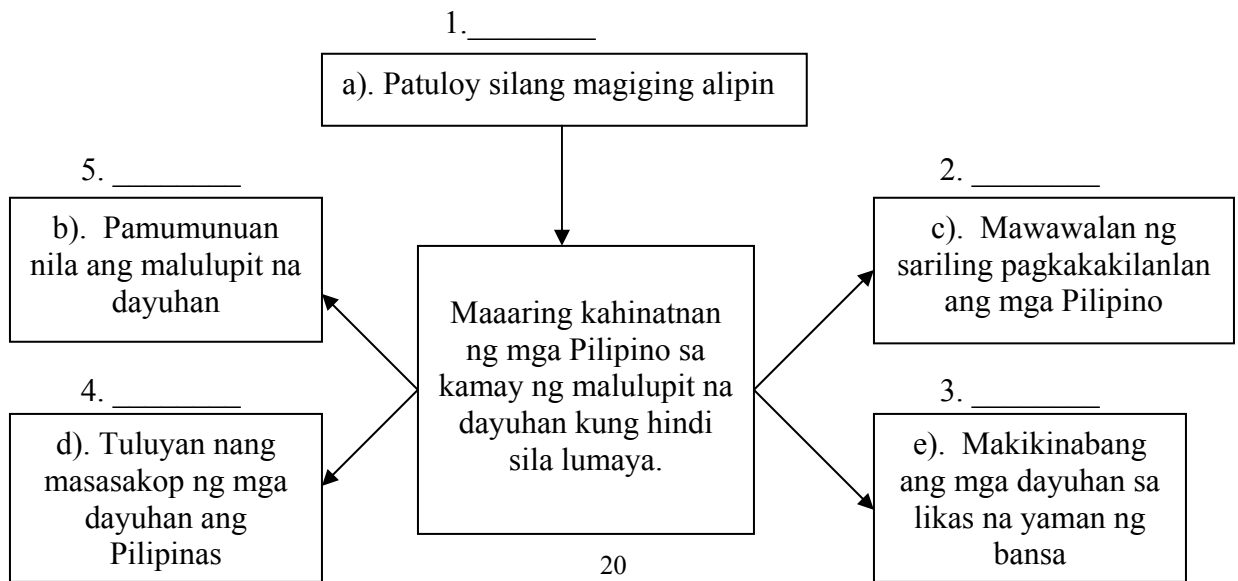 1.________
a). Patuloy silang magiging alipin
5. ________
b). Pamumunuan
nila ang malulupit na
dayuhan
2. ________
c). Mawawalan ng
sariling pagkakakilanlan
ang mga Pilipino
Maaaring kahinatnan
ng mga Pilipino sa
kamay ng malulupit na
dayuhan kung hindi
sila lumaya.
4. ________
d). Tuluyan nang
masasakop ng mga
dayuhan ang
Pilipinas
3. ________
e). Makikinabang
ang mga dayuhan sa
likas na yaman ng
bansa
20